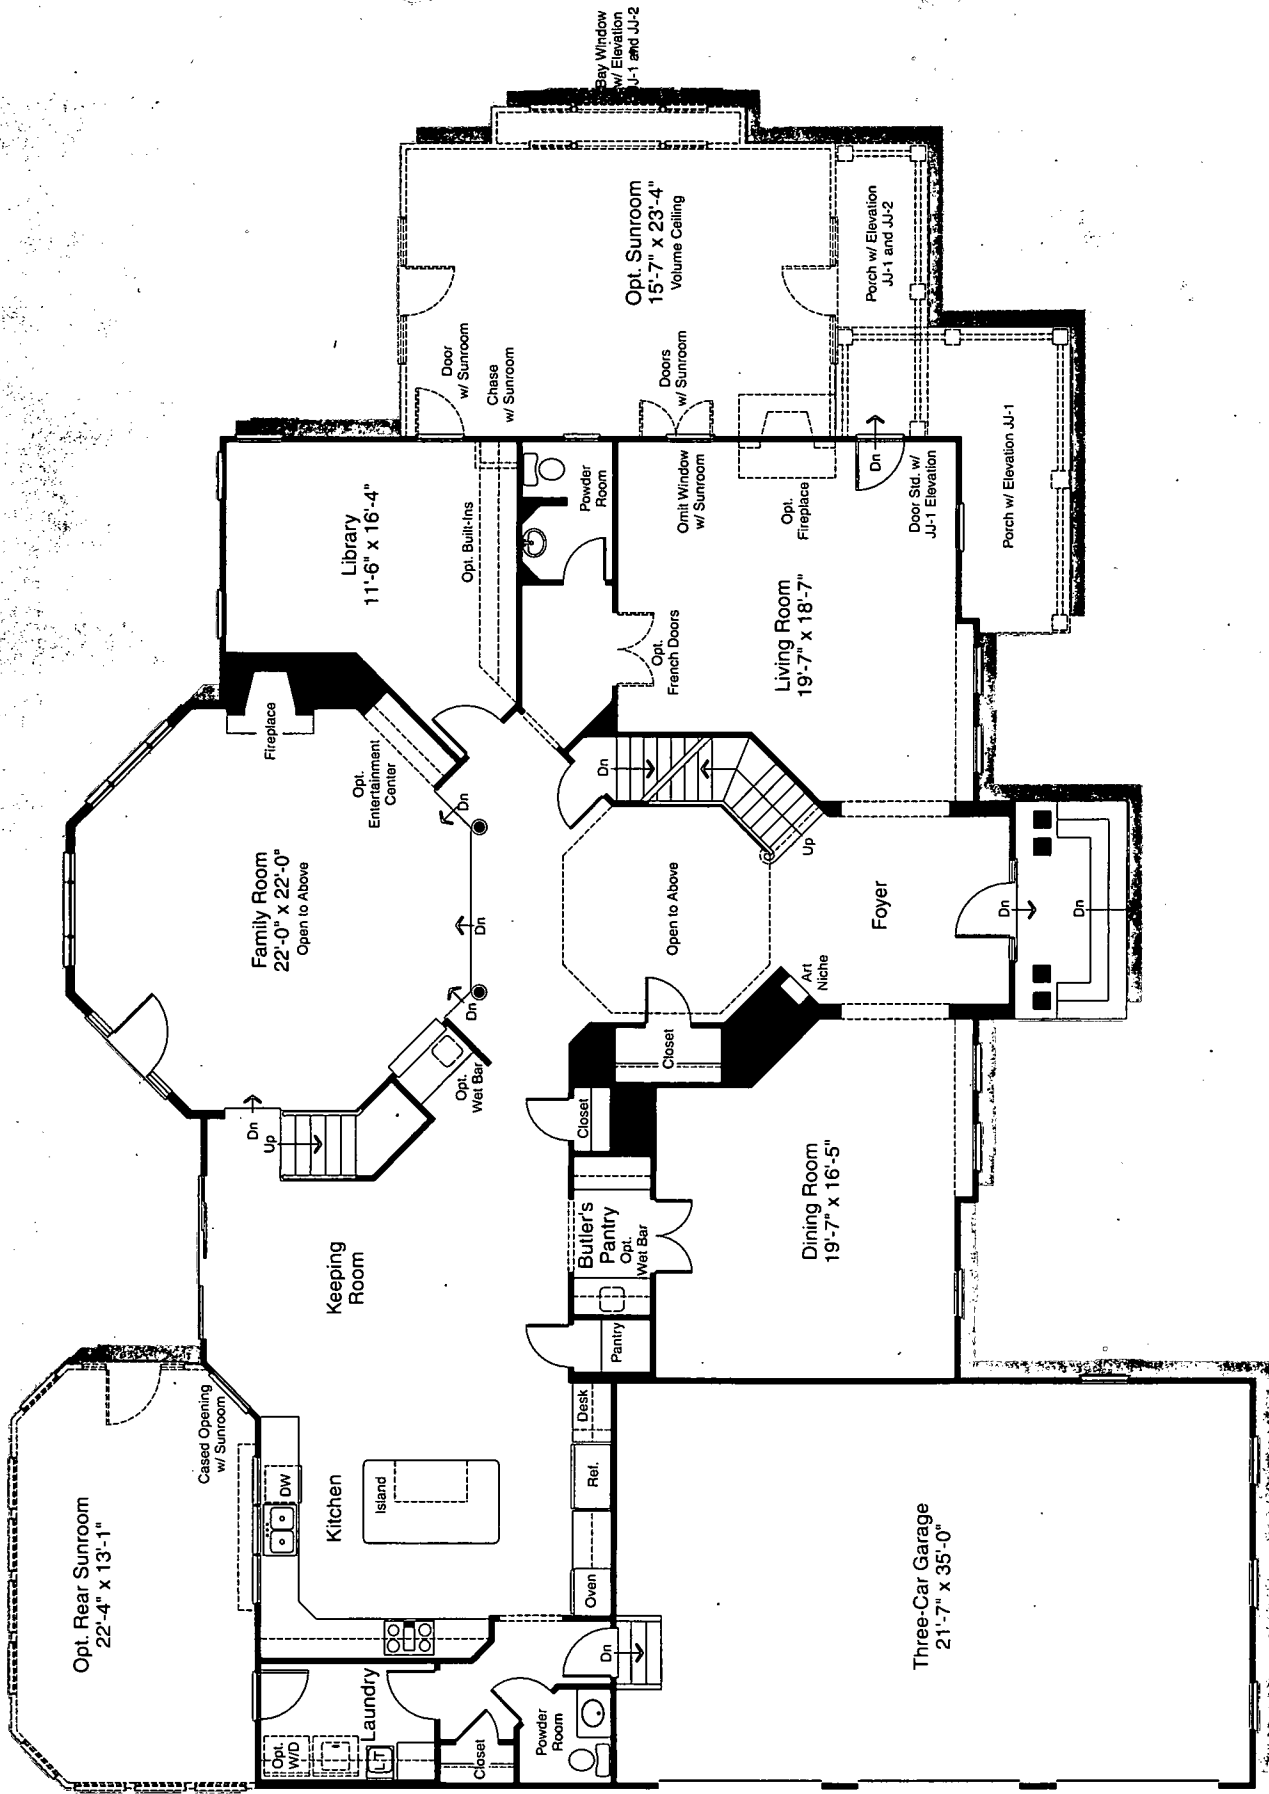 Bay Window
w/ Elevation
JJ-1 and JJ-2
Opt. Sunroom
15'-7" x 23'-4"
Volume Ceiling
Porch w/ Elevation
JJ-1 and JJ-2
Door
w/ Sunroom
Chase
w/ Sunroom
Doors
w/ Sunroom
Porch w/ Elevation JJ-1
Library
11'-6" x 16'-4"
Opt. Built-Ins
Powder
Room
Omit Window
w/ Sunroom
Opt.
Fireplace
Dn
Door Std. w/
JJ-1 Elevation
Opt.
French Doors
Living Room
19'-7" x 18'-7"
Fireplace
Opt.
Entertainment
Center
Dn
Dn
Up
Family Room
22'-0" x 22'-0"
Open to Above
Dn
Dn
Open to Above
Foyer
Dn
Dn
Art
Niche
Closet
Opt.
Wet Bar
Closet
Dn
Up
Keeping
Room
Butler's
Pantry
Opt.
Wet Bar
Dining Room
19'-7" x 16'-5"
Pantry
Cased Opening
w/ Sunroom
Desk
DW
Kitchen
Island
Ref.
Oven
Opt. Rear Sunroom
22'-4" x 13'-1"
Three-Car Garage
21'-7" x 35'-0"
Dn
Laundry
Opt.
W/D
LT
Closet
Powder
Room